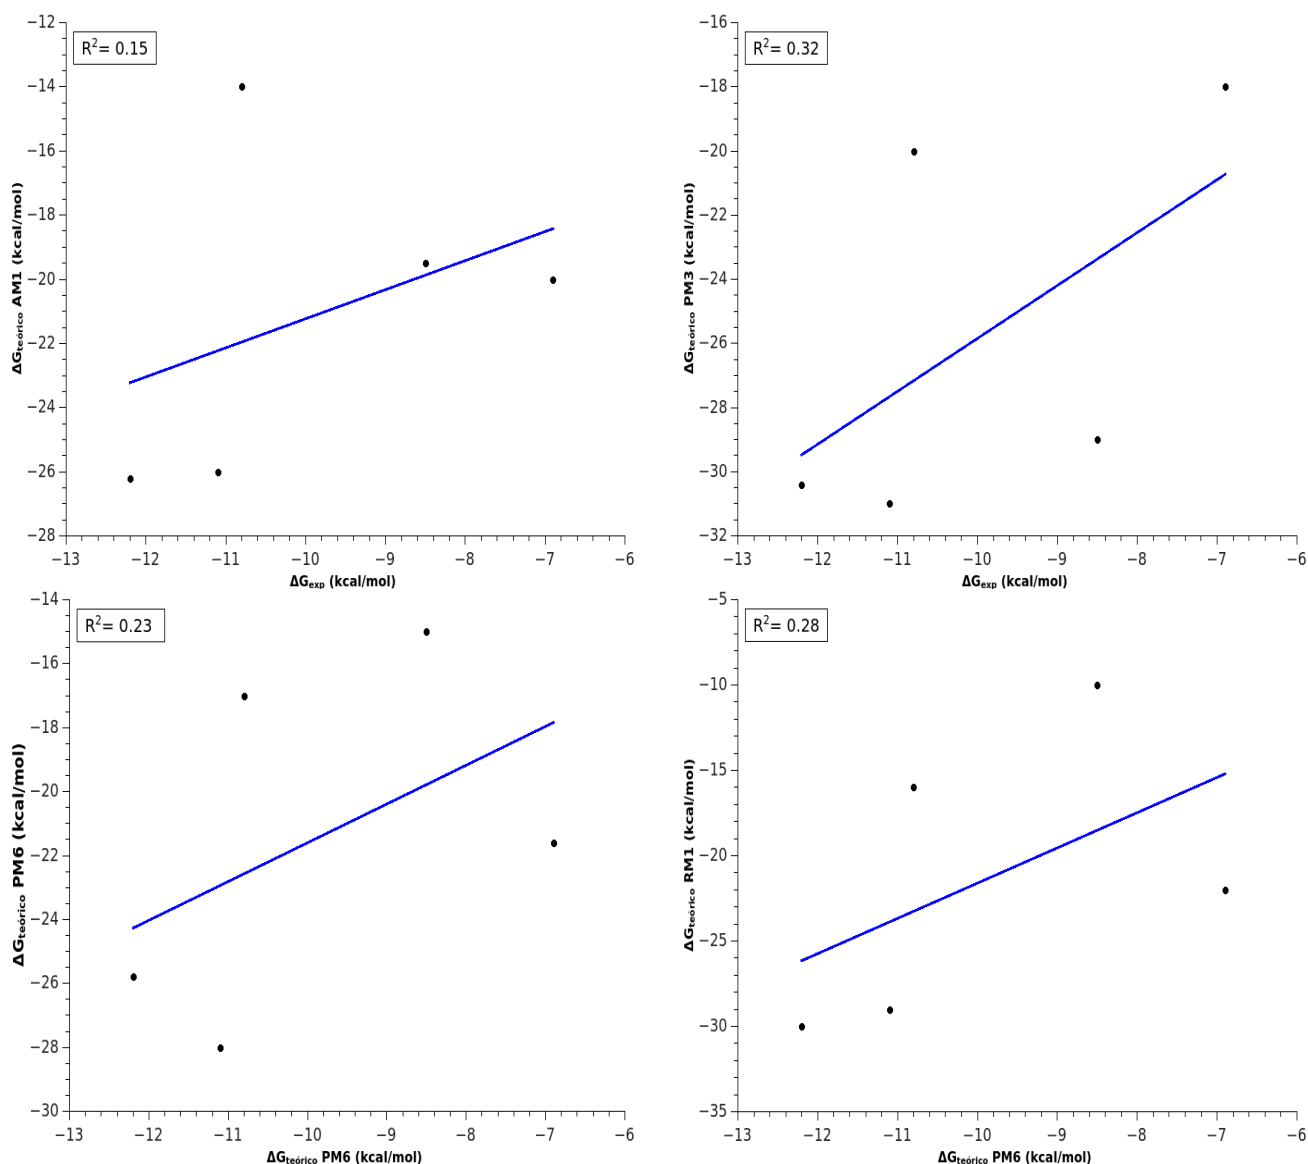 R²= 0.15
−12
−14
−16
−18
−20
−22
−24
−26
−28
ΔGteórico AM1 (kcal/mol)
−13 −12 −11 −10 −9 −8 −7 −6
ΔGexp (kcal/mol)
R²= 0.32
−16
−18
−20
−22
−24
−26
−28
−30
−32
ΔGteórico PM3 (kcal/mol)
−13 −12 −11 −10 −9 −8 −7 −6
ΔGexp (kcal/mol)
R²= 0.23
−14
−16
−18
−20
−22
−24
−26
−28
−30
ΔGteórico PM6 (kcal/mol)
−13 −12 −11 −10 −9 −8 −7 −6
ΔGteórico PM6 (kcal/mol)
R²= 0.28
−5
−10
−15
−20
−25
−30
−35
ΔGteórico RM1 (kcal/mol)
−13 −12 −11 −10 −9 −8 −7 −6
ΔGteórico PM6 (kcal/mol)